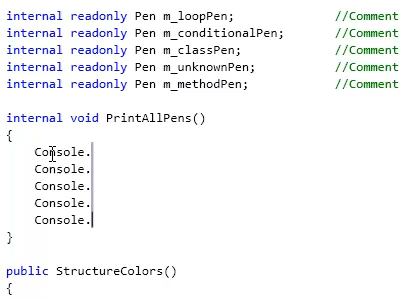 internal readonly Pen m_loopPen; //Comment
internal readonly Pen m_conditionalPen; //Comment
internal readonly Pen m_classPen; //Comment
internal readonly Pen m_unknownPen; //Comment
internal readonly Pen m_methodPen; //Comment
internal void PrintAllPens()
{
Console.
Console.
Console.
Console.
Console.
}
public StructureColors()
{